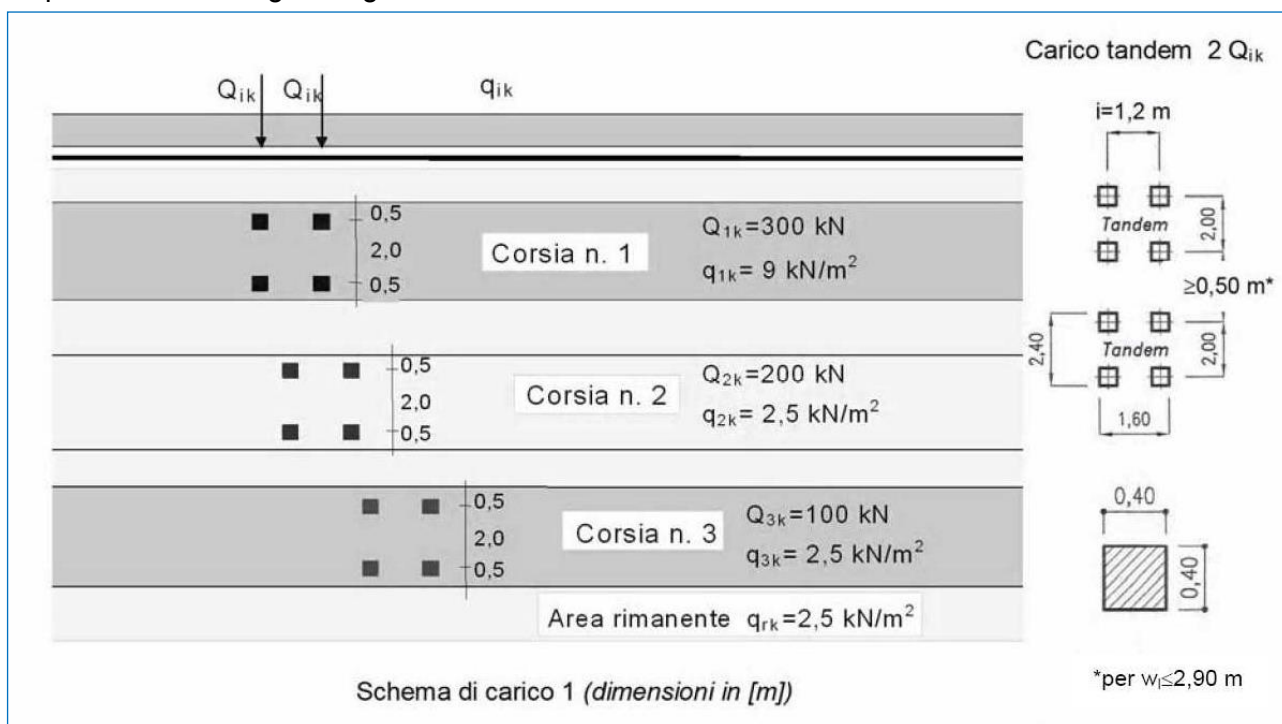 Carico tandem 2 Qik
Qik Qik qik
i=1,2 m
0,5
2,0
0,5
Corsia n. 1
Q1k=300 kN
q1k= 9 kN/m²
Tandem
2,00
≥0,50 m*
0,5
2,0
0,5
Corsia n. 2
Q2k=200 kN
q2k= 2,5 kN/m²
2,40
Tandem
2,00
1,60
0,5
2,0
0,5
Corsia n. 3
Q3k=100 kN
q3k= 2,5 kN/m²
0,40
0,40
Area rimanente qrk=2,5 kN/m²
Schema di carico 1 (dimensioni in [m])
*per wl≤2,90 m